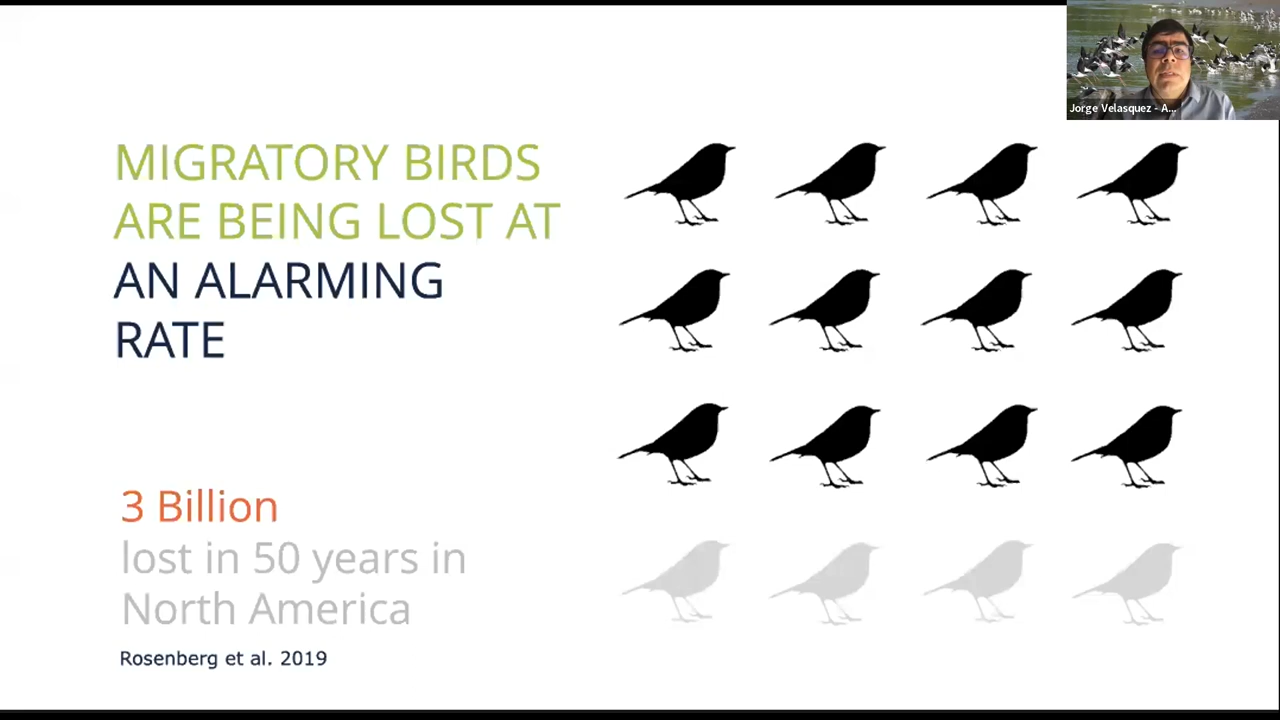 MIGRATORY BIRDS
ARE BEING LOST AT
AN ALARMING
RATE
3 Billion
lost in 50 years in
North America
Rosenberg et al. 2019
Jorge Velasquez - A...